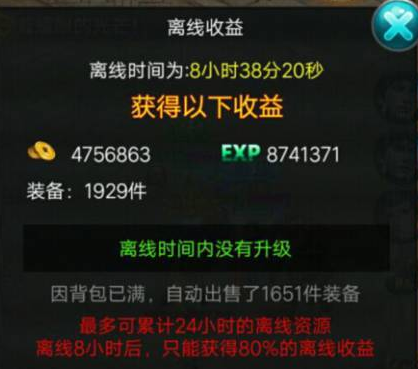 离线收益
离线时间为:8小时38分20秒
获得以下收益
4756863 EXP 8741371
装备：1929件
离线时间内没有升级
因背包已满，自动出售了1651件装备
最多可累计24小时的离线资源
离线8小时后，只能获得80%的离线收益